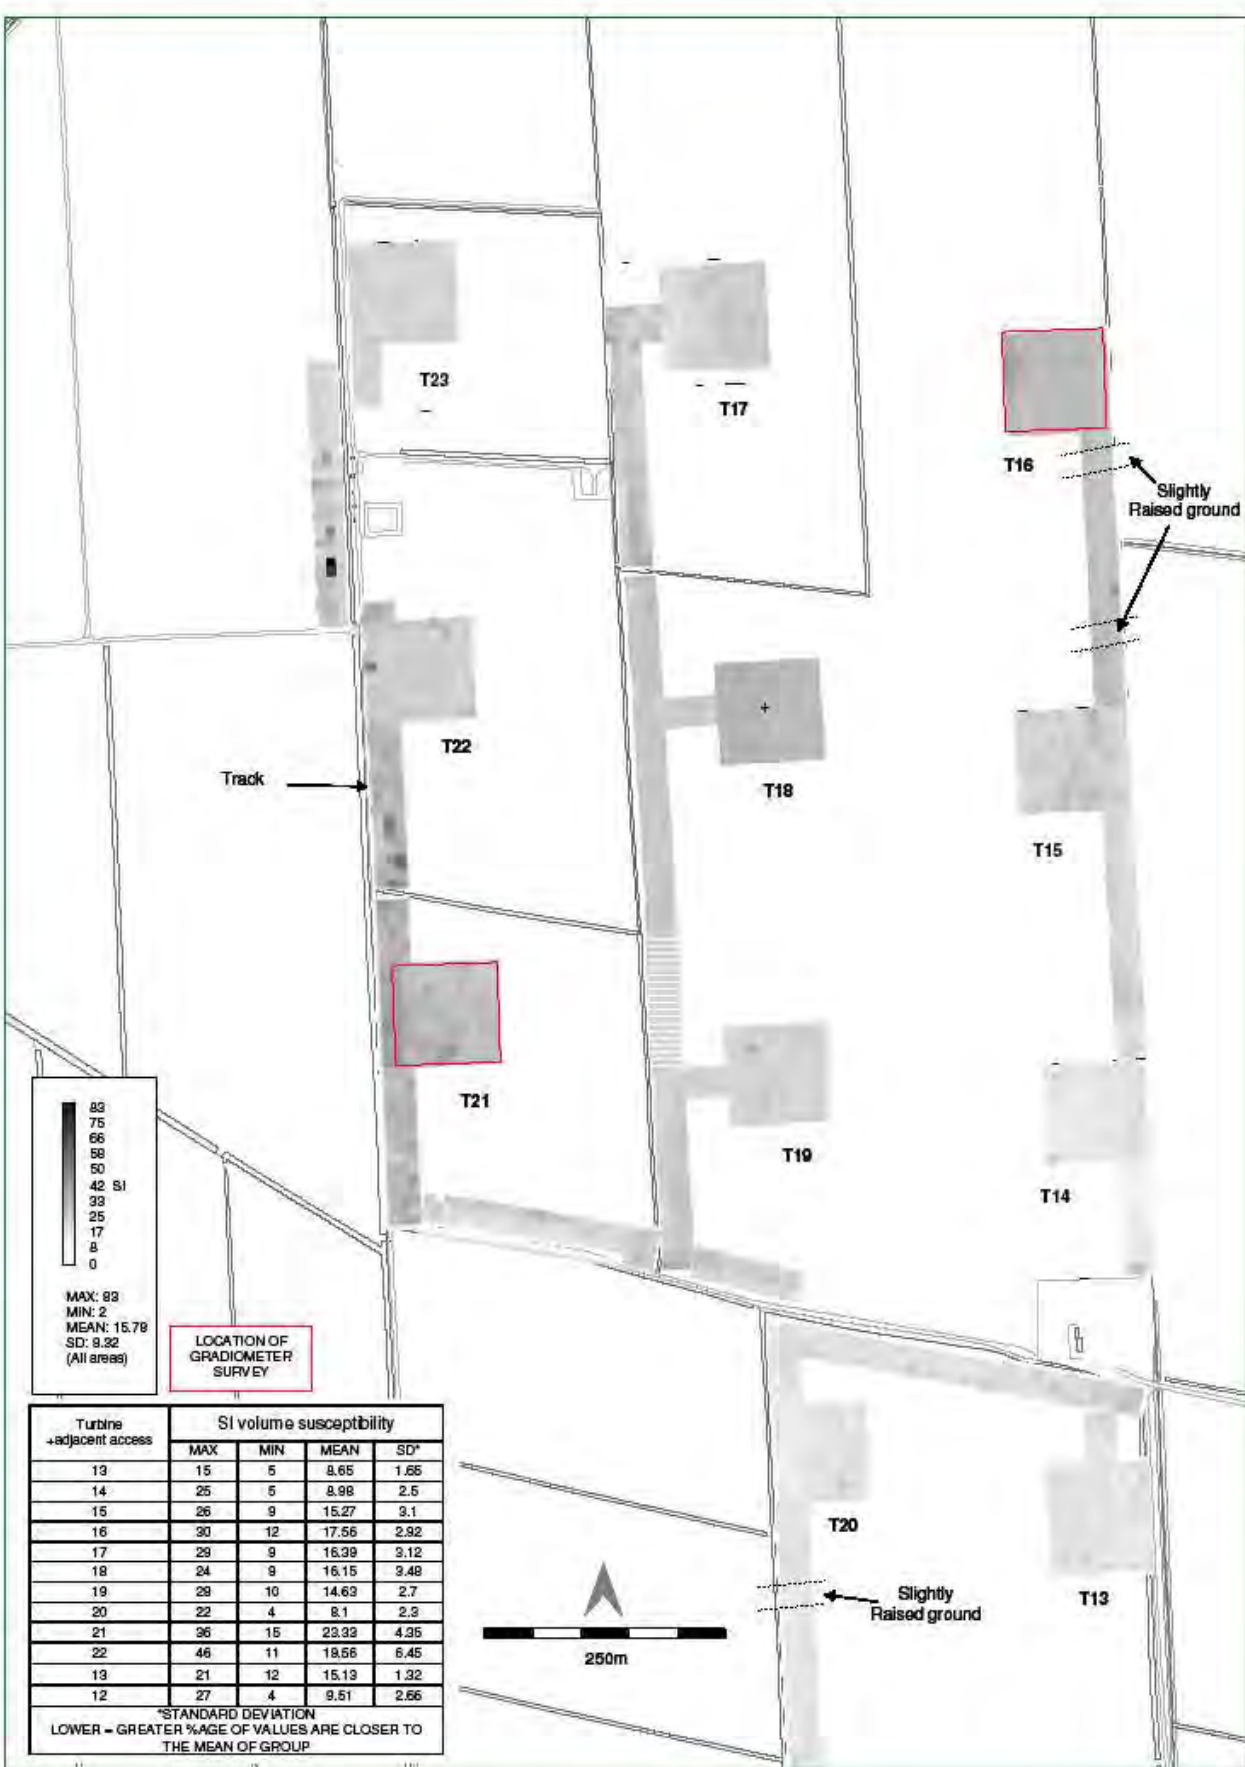 T23
T17
T16
Slightly
Raised ground
T22
Track
T18
T15
T21
T19
T14
83
75
66
58
50
42 SI
33
25
17
8
0
MAX: 83
MIN: 2
MEAN: 15.79
SD: 9.32
(All areas)
LOCATION OF
GRADIOMETER
SURVEY
T20
Slightly
Raised ground
T13
250m
Turbine
+adjacent access
SI volume susceptibility
MAX MIN MEAN SD*
13 15 5 8.65 1.65
14 25 5 8.98 2.5
15 26 9 15.27 3.1
16 30 12 17.56 2.92
17 29 9 16.39 3.12
18 24 9 16.15 3.48
19 29 10 14.63 2.7
20 22 4 8.1 2.3
21 36 15 23.33 4.35
22 46 11 19.56 6.45
13 21 12 15.13 1.32
12 27 4 9.51 2.66
*STANDARD DEVIATION
LOWER = GREATER %AGE OF VALUES ARE CLOSER TO
THE MEAN OF GROUP